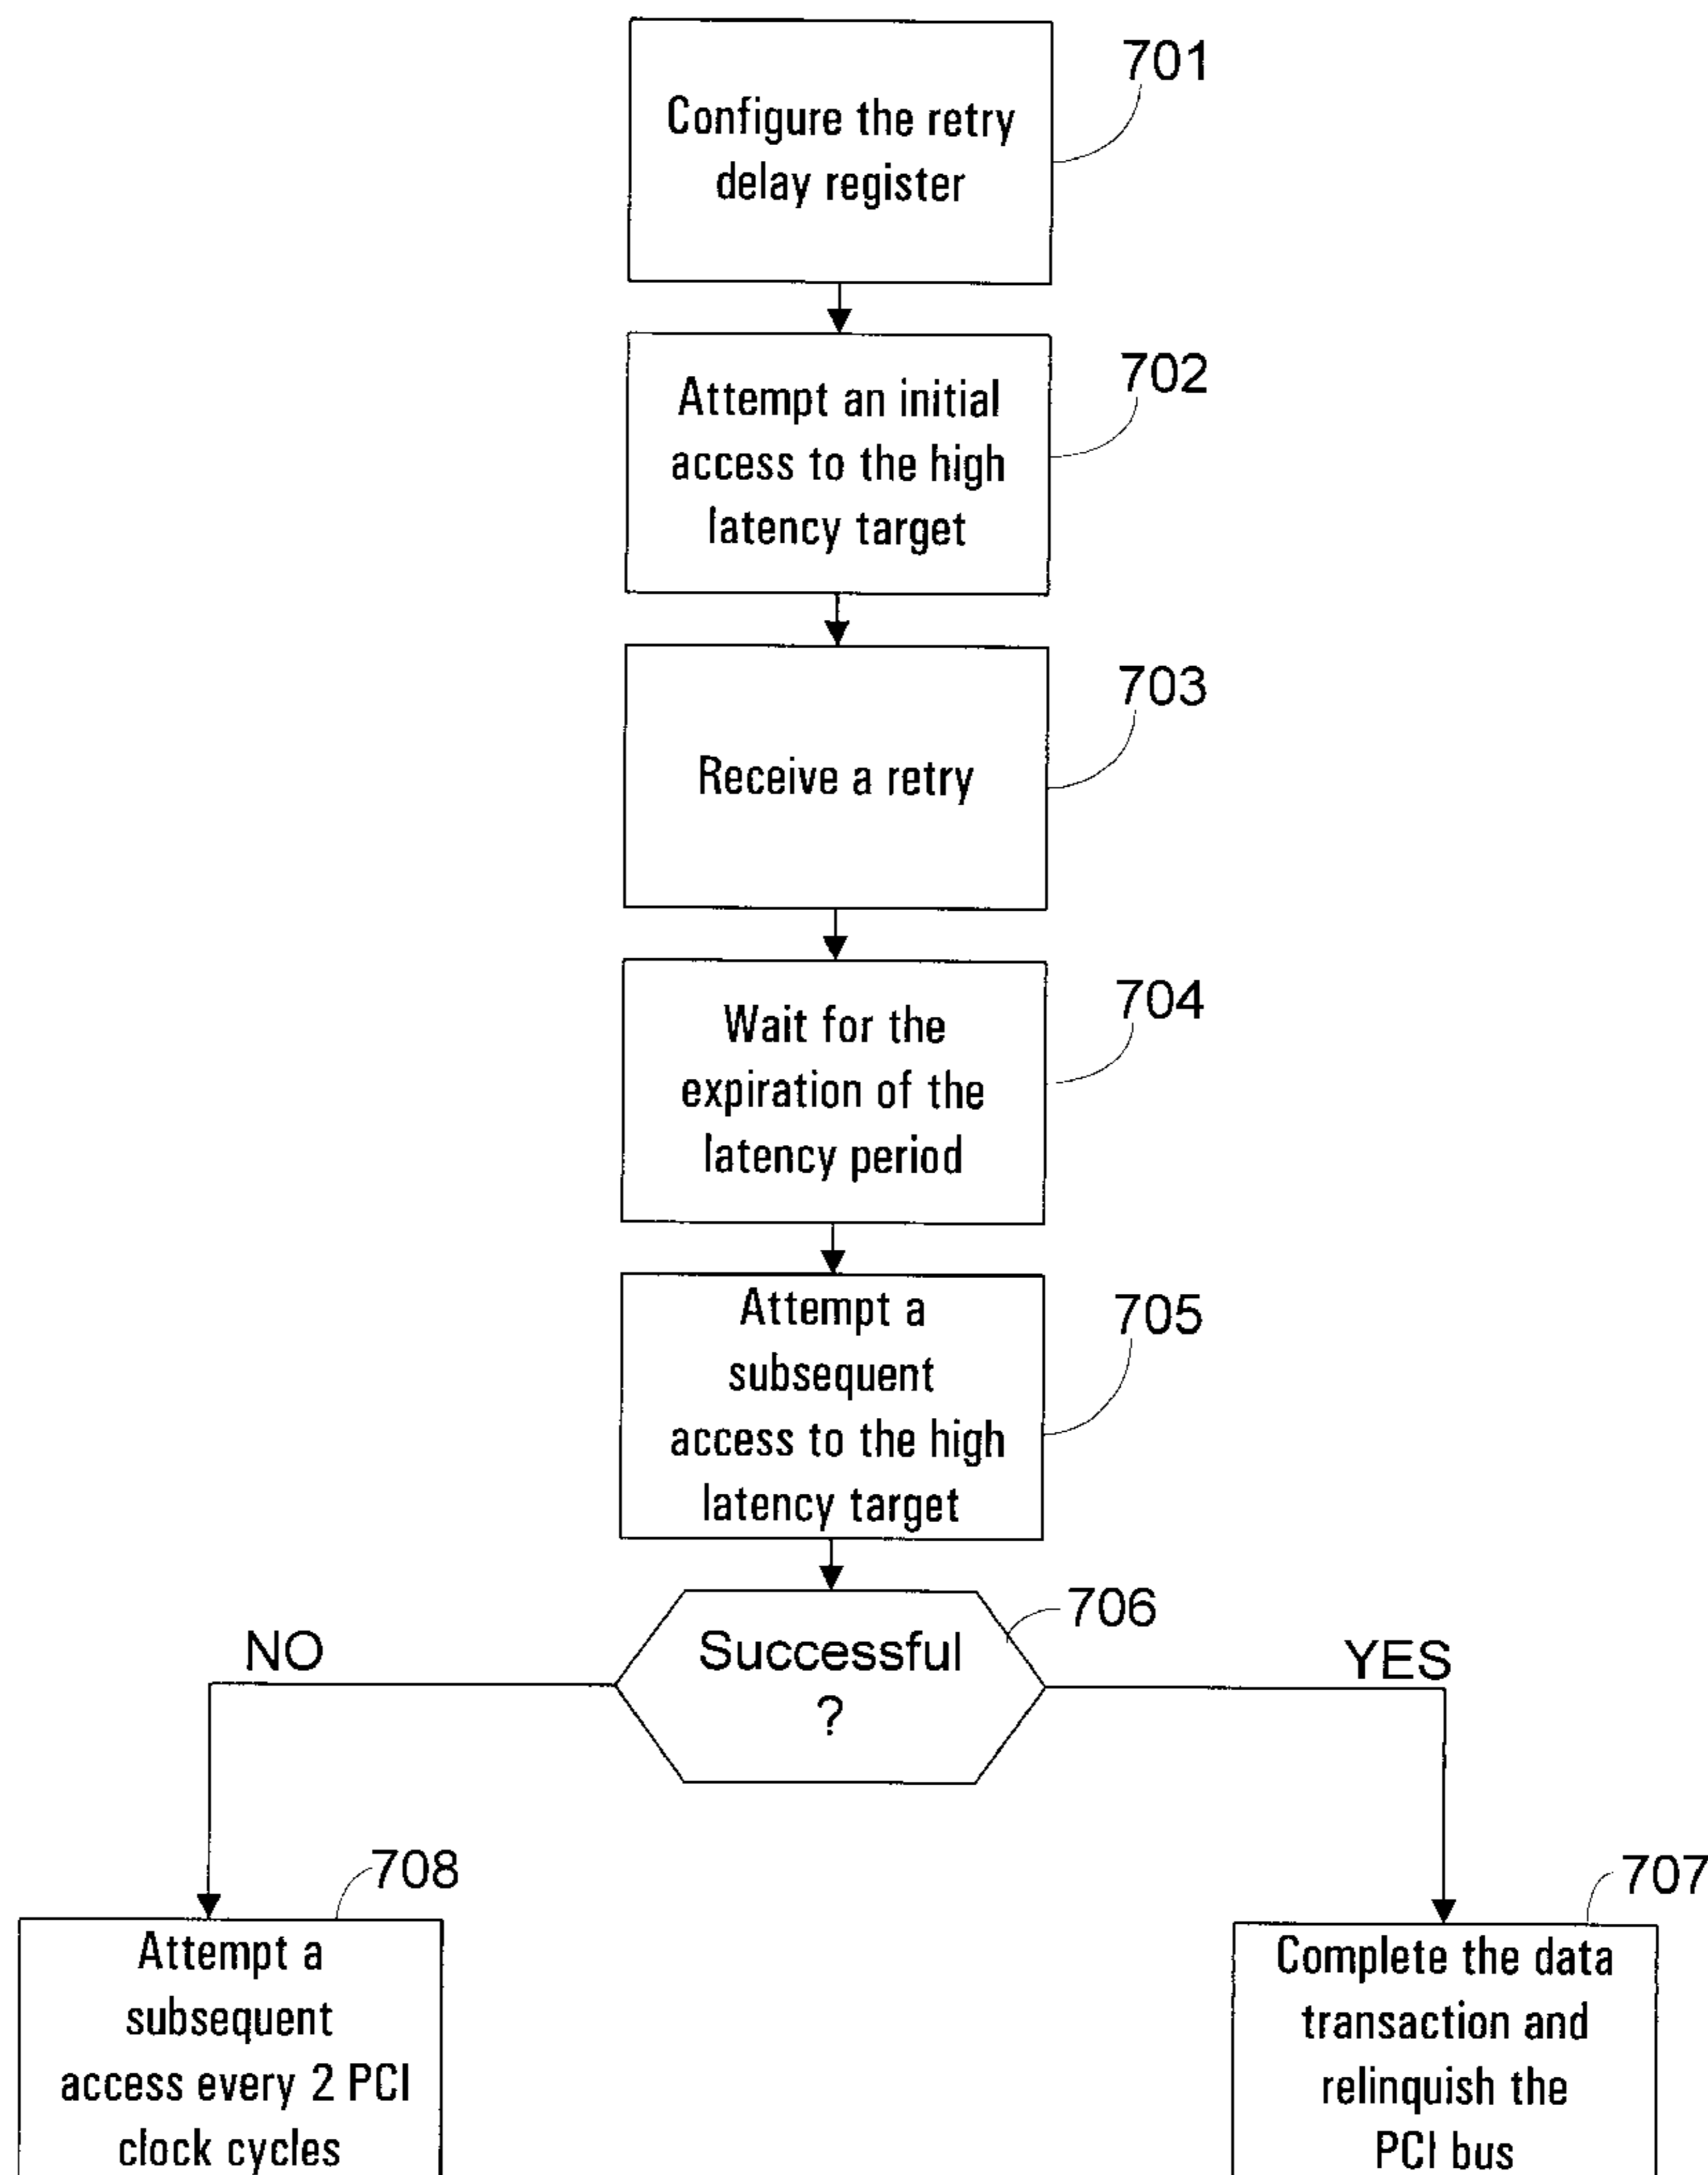 701
Configure the retry
delay register
702
Attempt an initial
access to the high
latency target
703
Receive a retry
704
Wait for the
expiration of the
latency period
705
Attempt a
subsequent
access to the high
latency target
706
Successful
?
NO
YES
708
Attempt a
subsequent
access every 2 PCI
clock cycles
707
Complete the data
transaction and
relinquish the
PCI bus